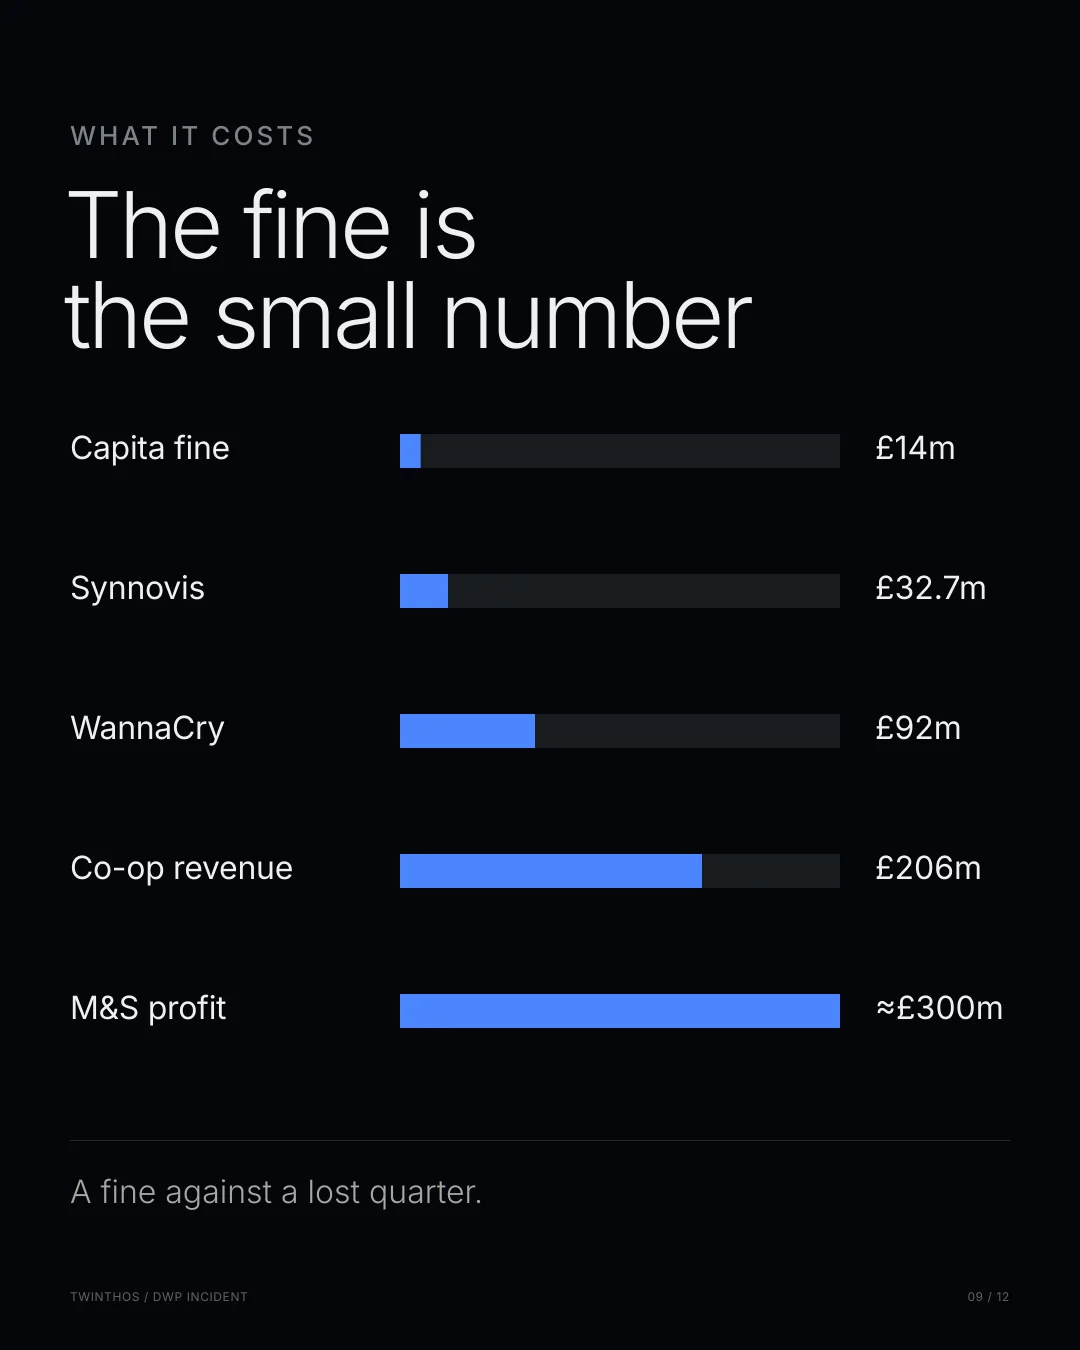 WHAT IT COSTS
The fine is
the small number
Capita fine £14m
Synnovis £32.7m
WannaCry £92m
Co-op revenue £206m
M&S profit ≈£300m
A fine against a lost quarter.
TWINTHOS / DWP INCIDENT 09 / 12